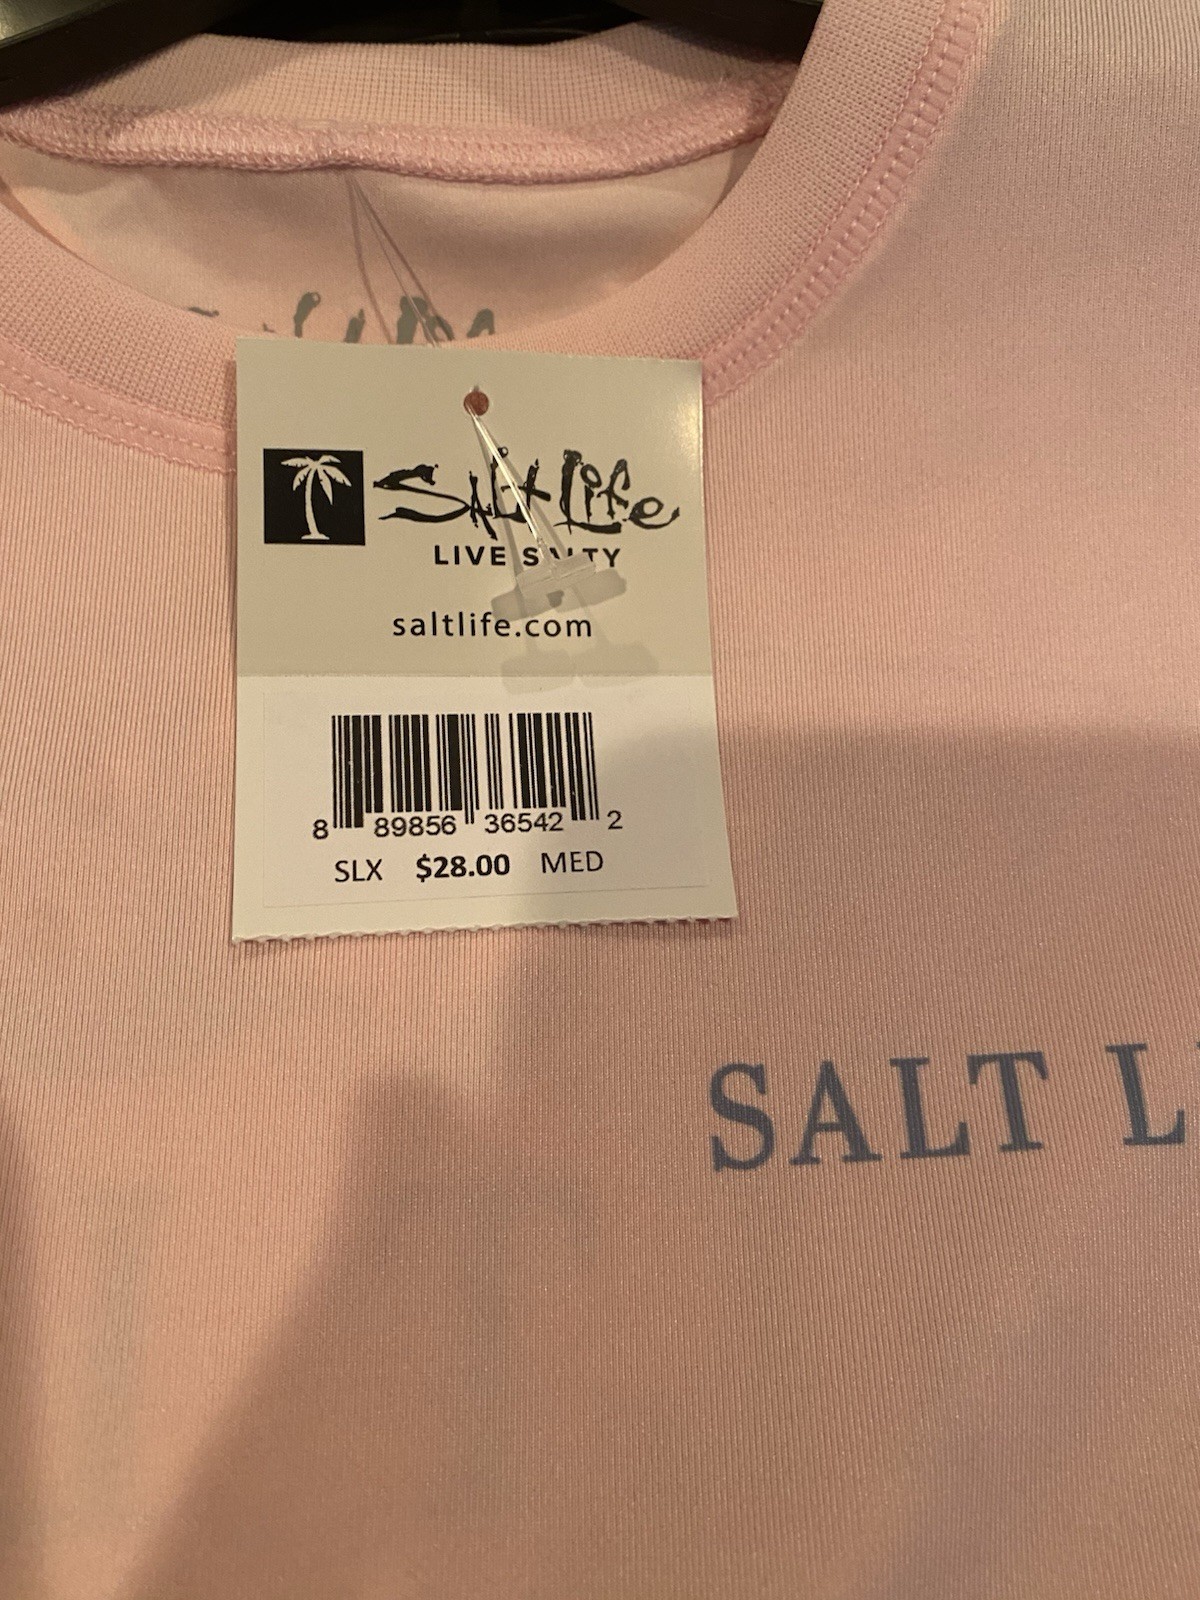 Salt Life
LIVE SALTY
saltlife.com
8 89856 36542 2
SLX $28.00 MED
SALT L